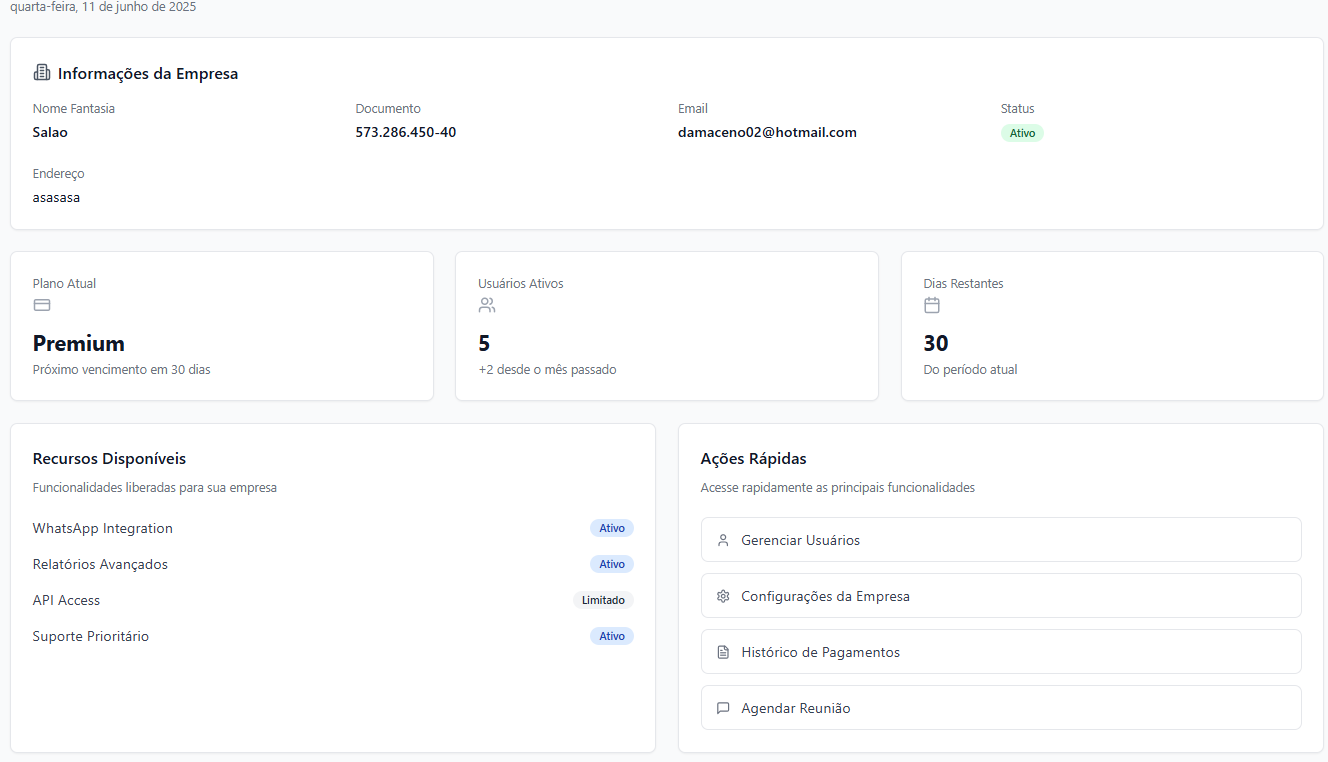 quarta-feira, 11 de junho de 2025
Informações da Empresa
Nome Fantasia
Salao
Documento
573.286.450-40
Email
damaceno02@hotmail.com
Status
Ativo
Endereço
asasasa
Plano Atual
Premium
Próximo vencimento em 30 dias
Usuários Ativos
5
+2 desde o mês passado
Dias Restantes
30
Do período atual
Recursos Disponíveis
Funcionalidades liberadas para sua empresa
WhatsApp Integration Ativo
Relatórios Avançados Ativo
API Access Limitado
Suporte Prioritário Ativo
Ações Rápidas
Acesse rapidamente as principais funcionalidades
Gerenciar Usuários
Configurações da Empresa
Histórico de Pagamentos
Agendar Reunião